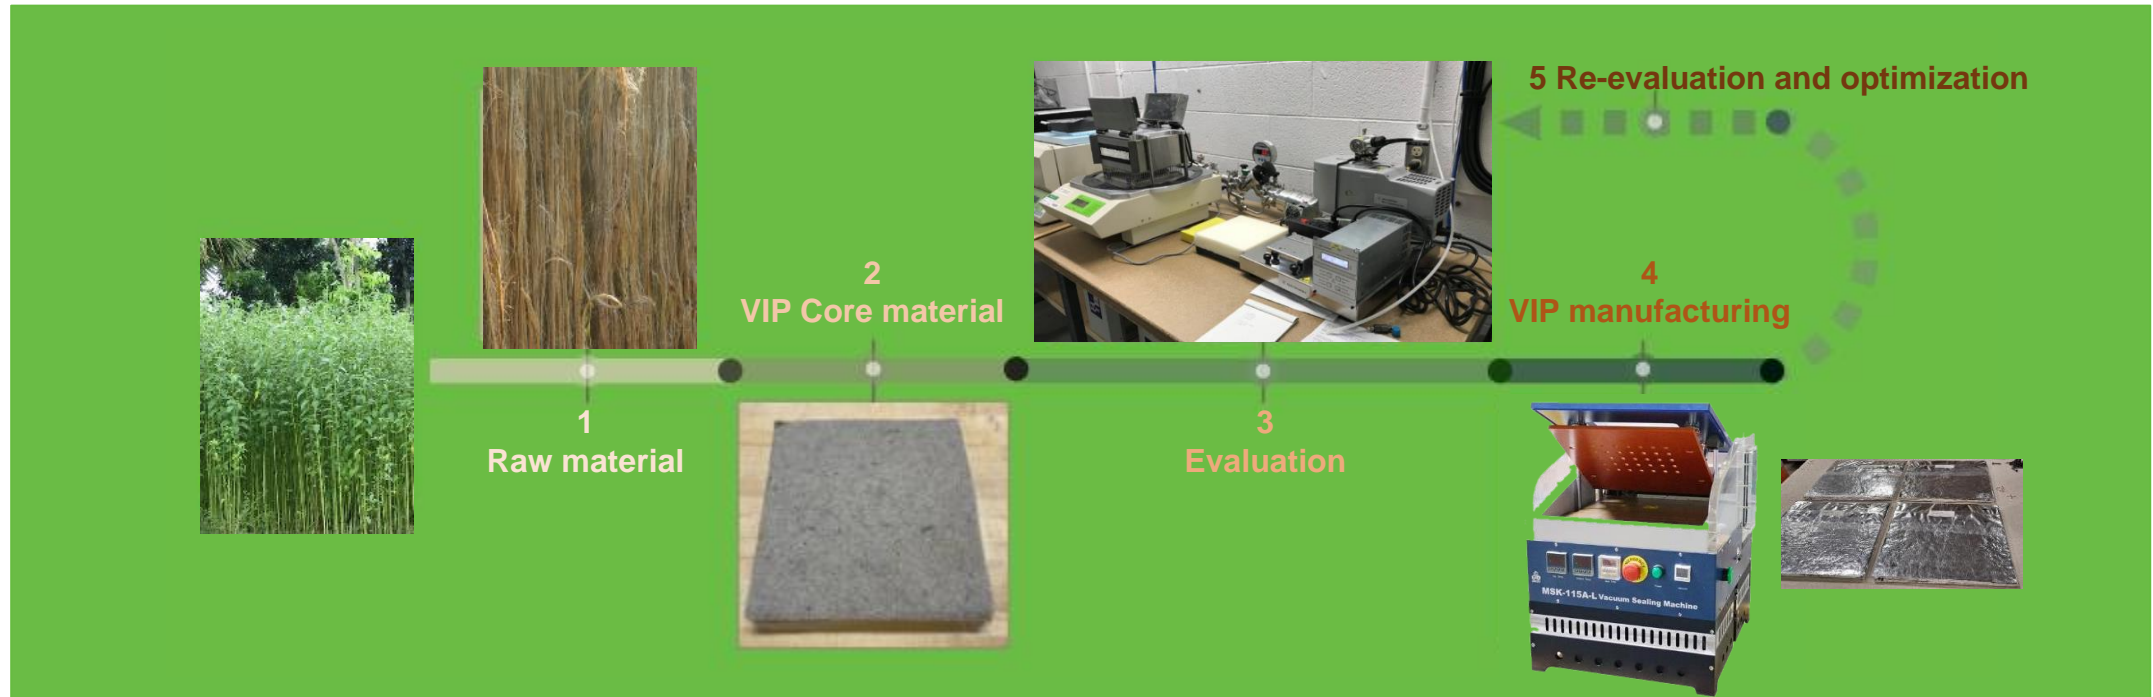 5 Re-evaluation and optimization
2
VIP Core material
4
VIP manufacturing
1
Raw material
3
Evaluation
MSK-115A-L Vacuum Sealing Machine